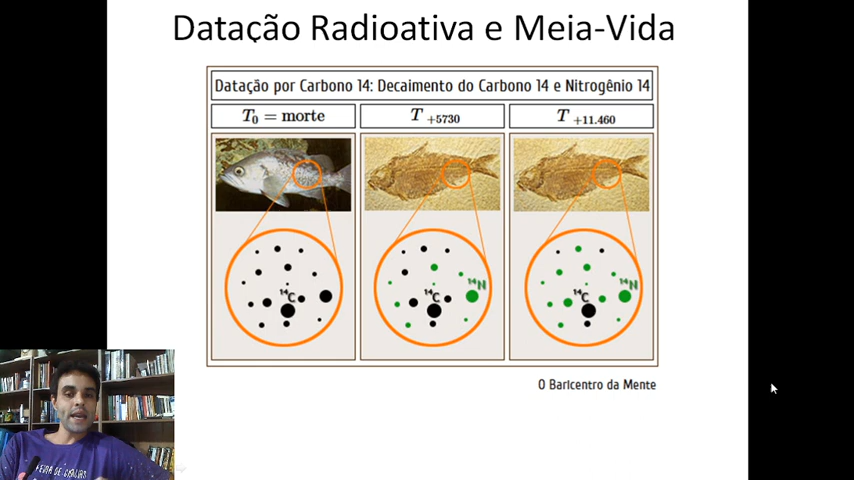 Datação Radioativa e Meia-Vida
Datação por Carbono 14: Decaimento do Carbono 14 e Nitrogênio 14
T0 = morte
T +5730
T +11.460
14C
14C
14N
14C
14N
O Baricentro da Mente